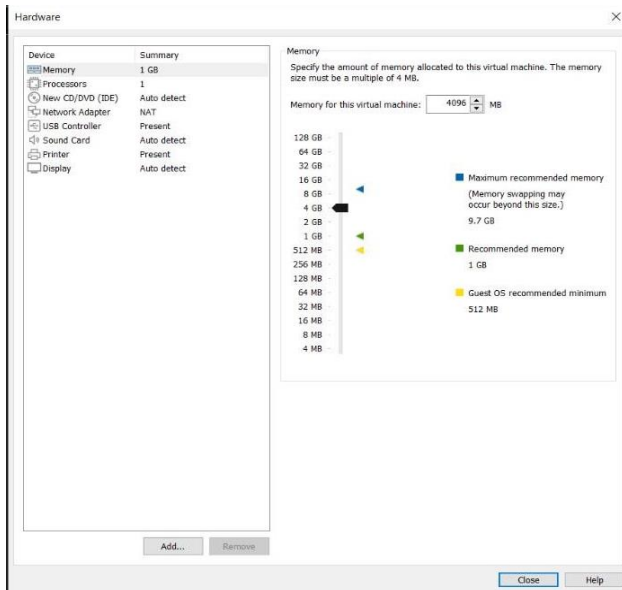 Hardware
Device Summary
Memory 1 GB
Processors 1
New CD/DVD (IDE) Auto detect
Network Adapter NAT
USB Controller Present
Sound Card Auto detect
Printer Present
Display Auto detect
Add... Remove
Memory
Specify the amount of memory allocated to this virtual machine. The memory
size must be a multiple of 4 MB.
Memory for this virtual machine: 4096 MB
128 GB
64 GB
32 GB
16 GB
8 GB
4 GB
2 GB
1 GB
512 MB
256 MB
128 MB
64 MB
32 MB
16 MB
8 MB
4 MB
Maximum recommended memory
(Memory swapping may
occur beyond this size.)
9.7 GB
Recommended memory
1 GB
Guest OS recommended minimum
512 MB
Close Help